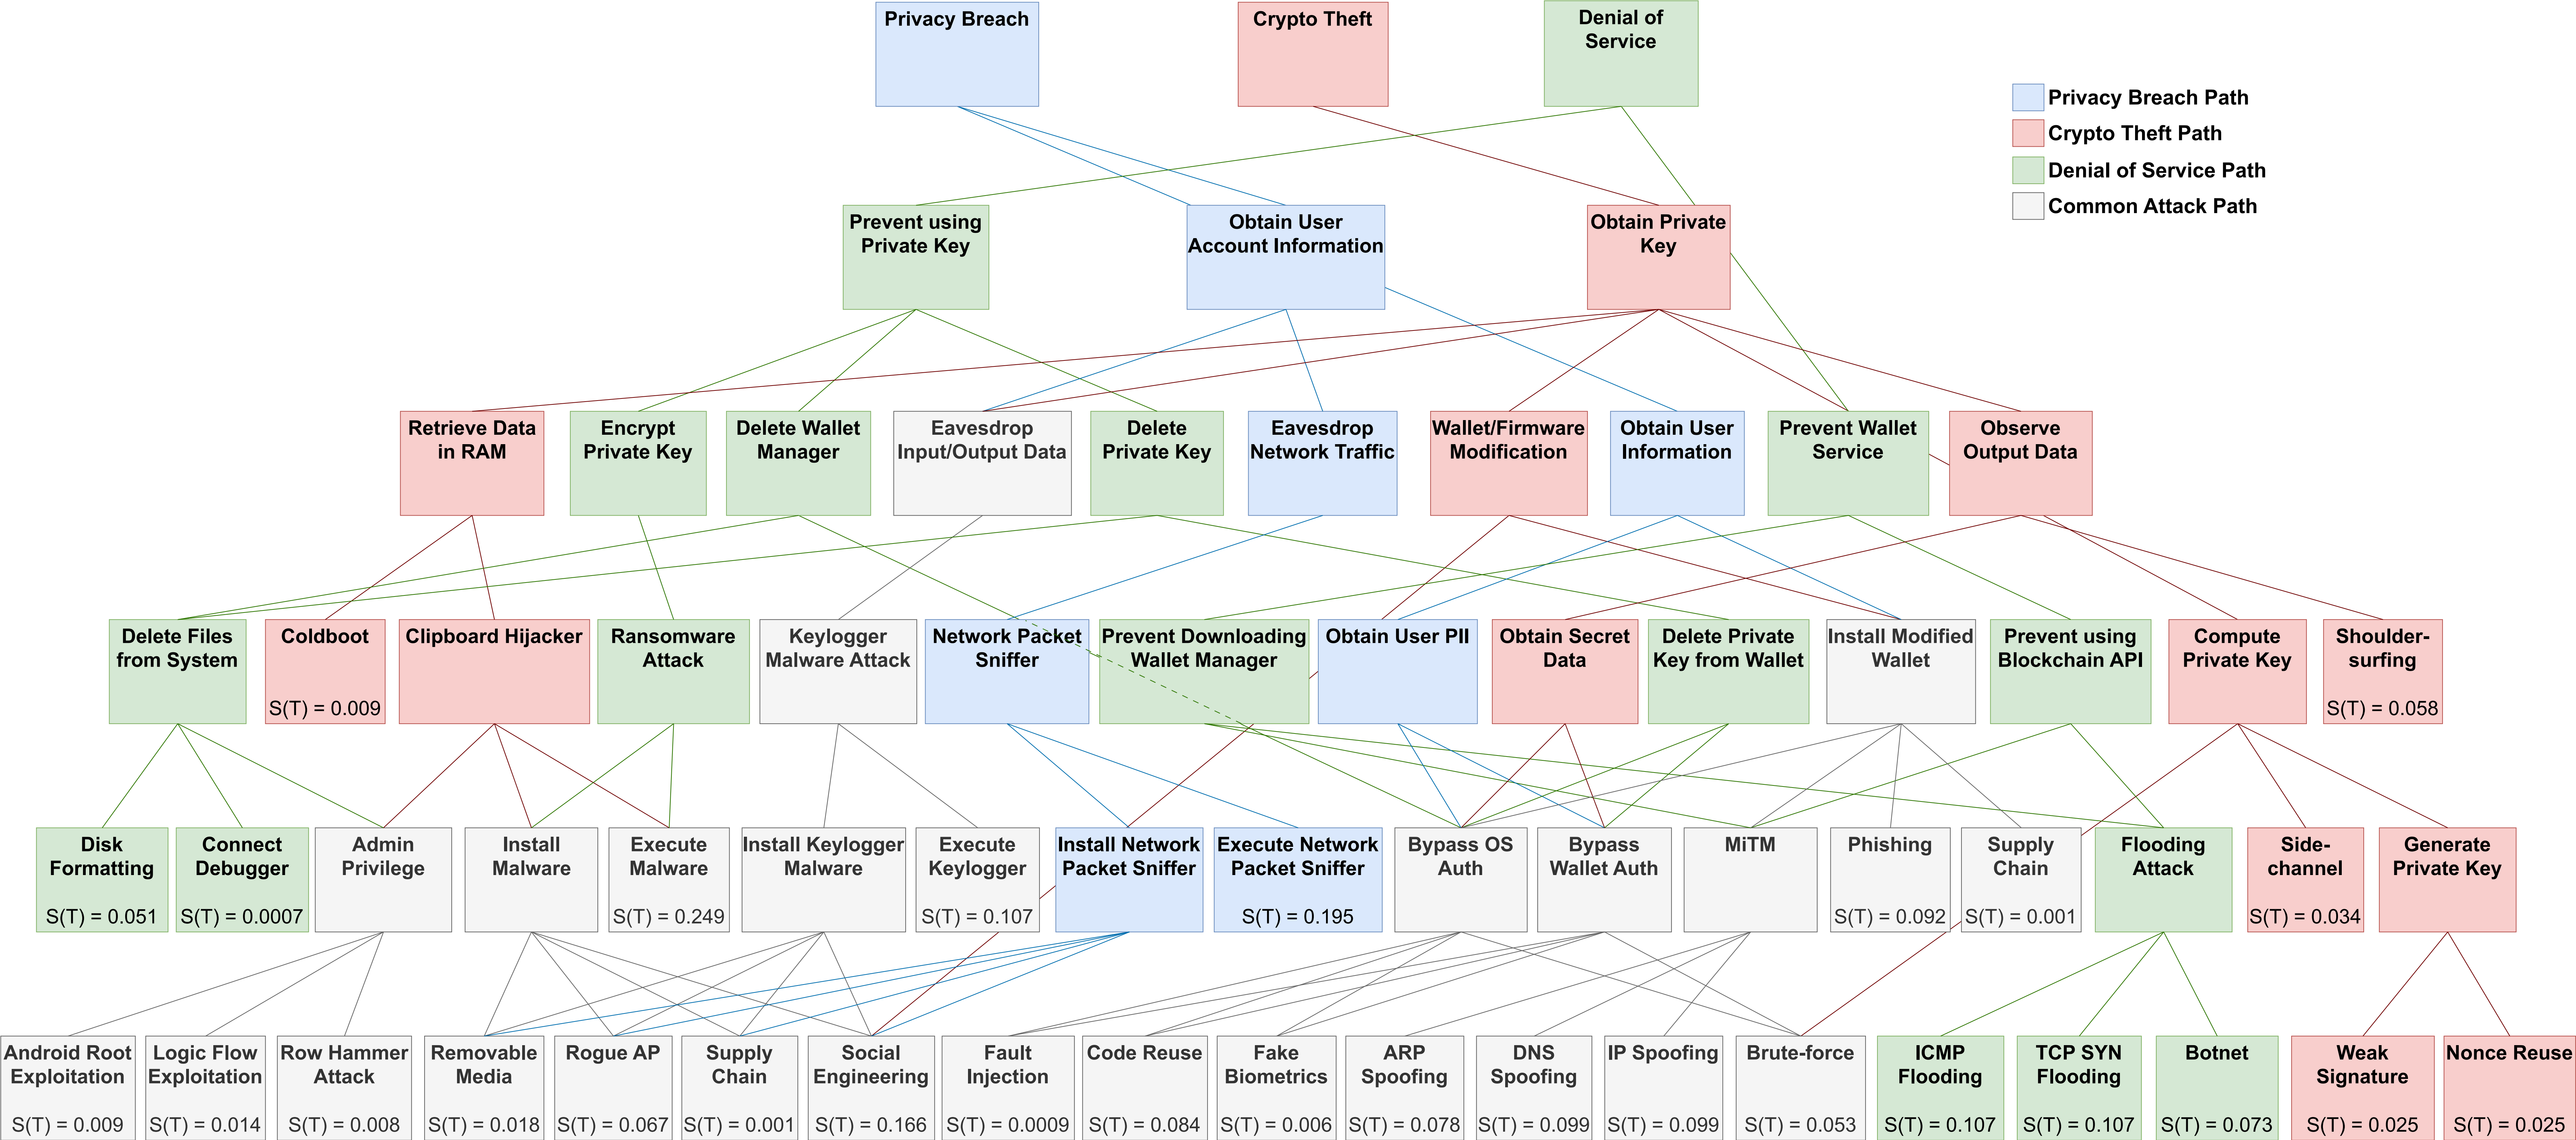 Privacy Breach
Crypto Theft
Denial of
Service
Privacy Breach Path
Crypto Theft Path
Denial of Service Path
Common Attack Path
Prevent using
Private Key
Obtain User
Account Information
Obtain Private
Key
Retrieve Data
in RAM
Encrypt
Private Key
Delete Wallet
Manager
Eavesdrop
Input/Output Data
Delete
Private Key
Eavesdrop
Network Traffic
Wallet/Firmware
Modification
Obtain User
Information
Prevent Wallet
Service
Observe
Output Data
Delete Files
from System
Coldboot
S(T) = 0.009
Clipboard Hijacker
Ransomware
Attack
Keylogger
Malware Attack
Network Packet
Sniffer
Prevent Downloading
Wallet Manager
Obtain User PII
Obtain Secret
Data
Delete Private
Key from Wallet
Install Modified
Wallet
Prevent using
Blockchain API
Compute
Private Key
Shoulder-
surfing
S(T) = 0.058
Disk
Formatting
S(T) = 0.051
Connect
Debugger
S(T) = 0.0007
Admin
Privilege
Install
Malware
Execute
Malware
S(T) = 0.249
Install Keylogger
Malware
Execute
Keylogger
S(T) = 0.107
Install Network
Packet Sniffer
Execute Network
Packet Sniffer
S(T) = 0.195
Bypass OS
Auth
Bypass
Wallet Auth
MiTM
Phishing
S(T) = 0.092
Supply
Chain
S(T) = 0.001
Flooding
Attack
Side-
channel
S(T) = 0.034
Generate
Private Key
Android Root
Exploitation
S(T) = 0.009
Logic Flow
Exploitation
S(T) = 0.014
Row Hammer
Attack
S(T) = 0.008
Removable
Media
S(T) = 0.018
Rogue AP
S(T) = 0.067
Supply
Chain
S(T) = 0.001
Social
Engineering
S(T) = 0.166
Fault
Injection
S(T) = 0.0009
Code Reuse
S(T) = 0.084
Fake
Biometrics
S(T) = 0.006
ARP
Spoofing
S(T) = 0.078
DNS
Spoofing
S(T) = 0.099
IP Spoofing
S(T) = 0.099
Brute-force
S(T) = 0.053
ICMP
Flooding
S(T) = 0.107
TCP SYN
Flooding
S(T) = 0.107
Botnet
S(T) = 0.073
Weak
Signature
S(T) = 0.025
Nonce Reuse
S(T) = 0.025